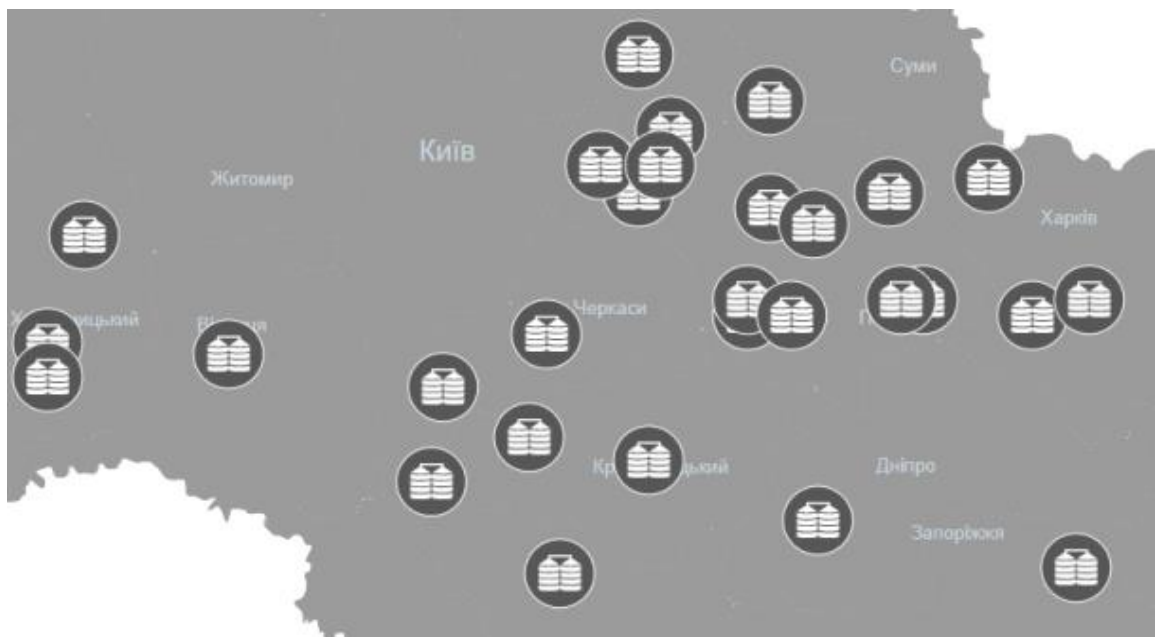 Суми
Київ
Житомир
Харків
Черкаси
Дніпро
Запоріжжя